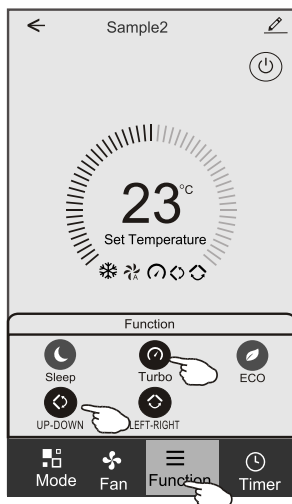 Sample2
23°C
Set Temperature
A
Function
Sleep Turbo ECO
UP-DOWN LEFT-RIGHT
Mode Fan Function Timer